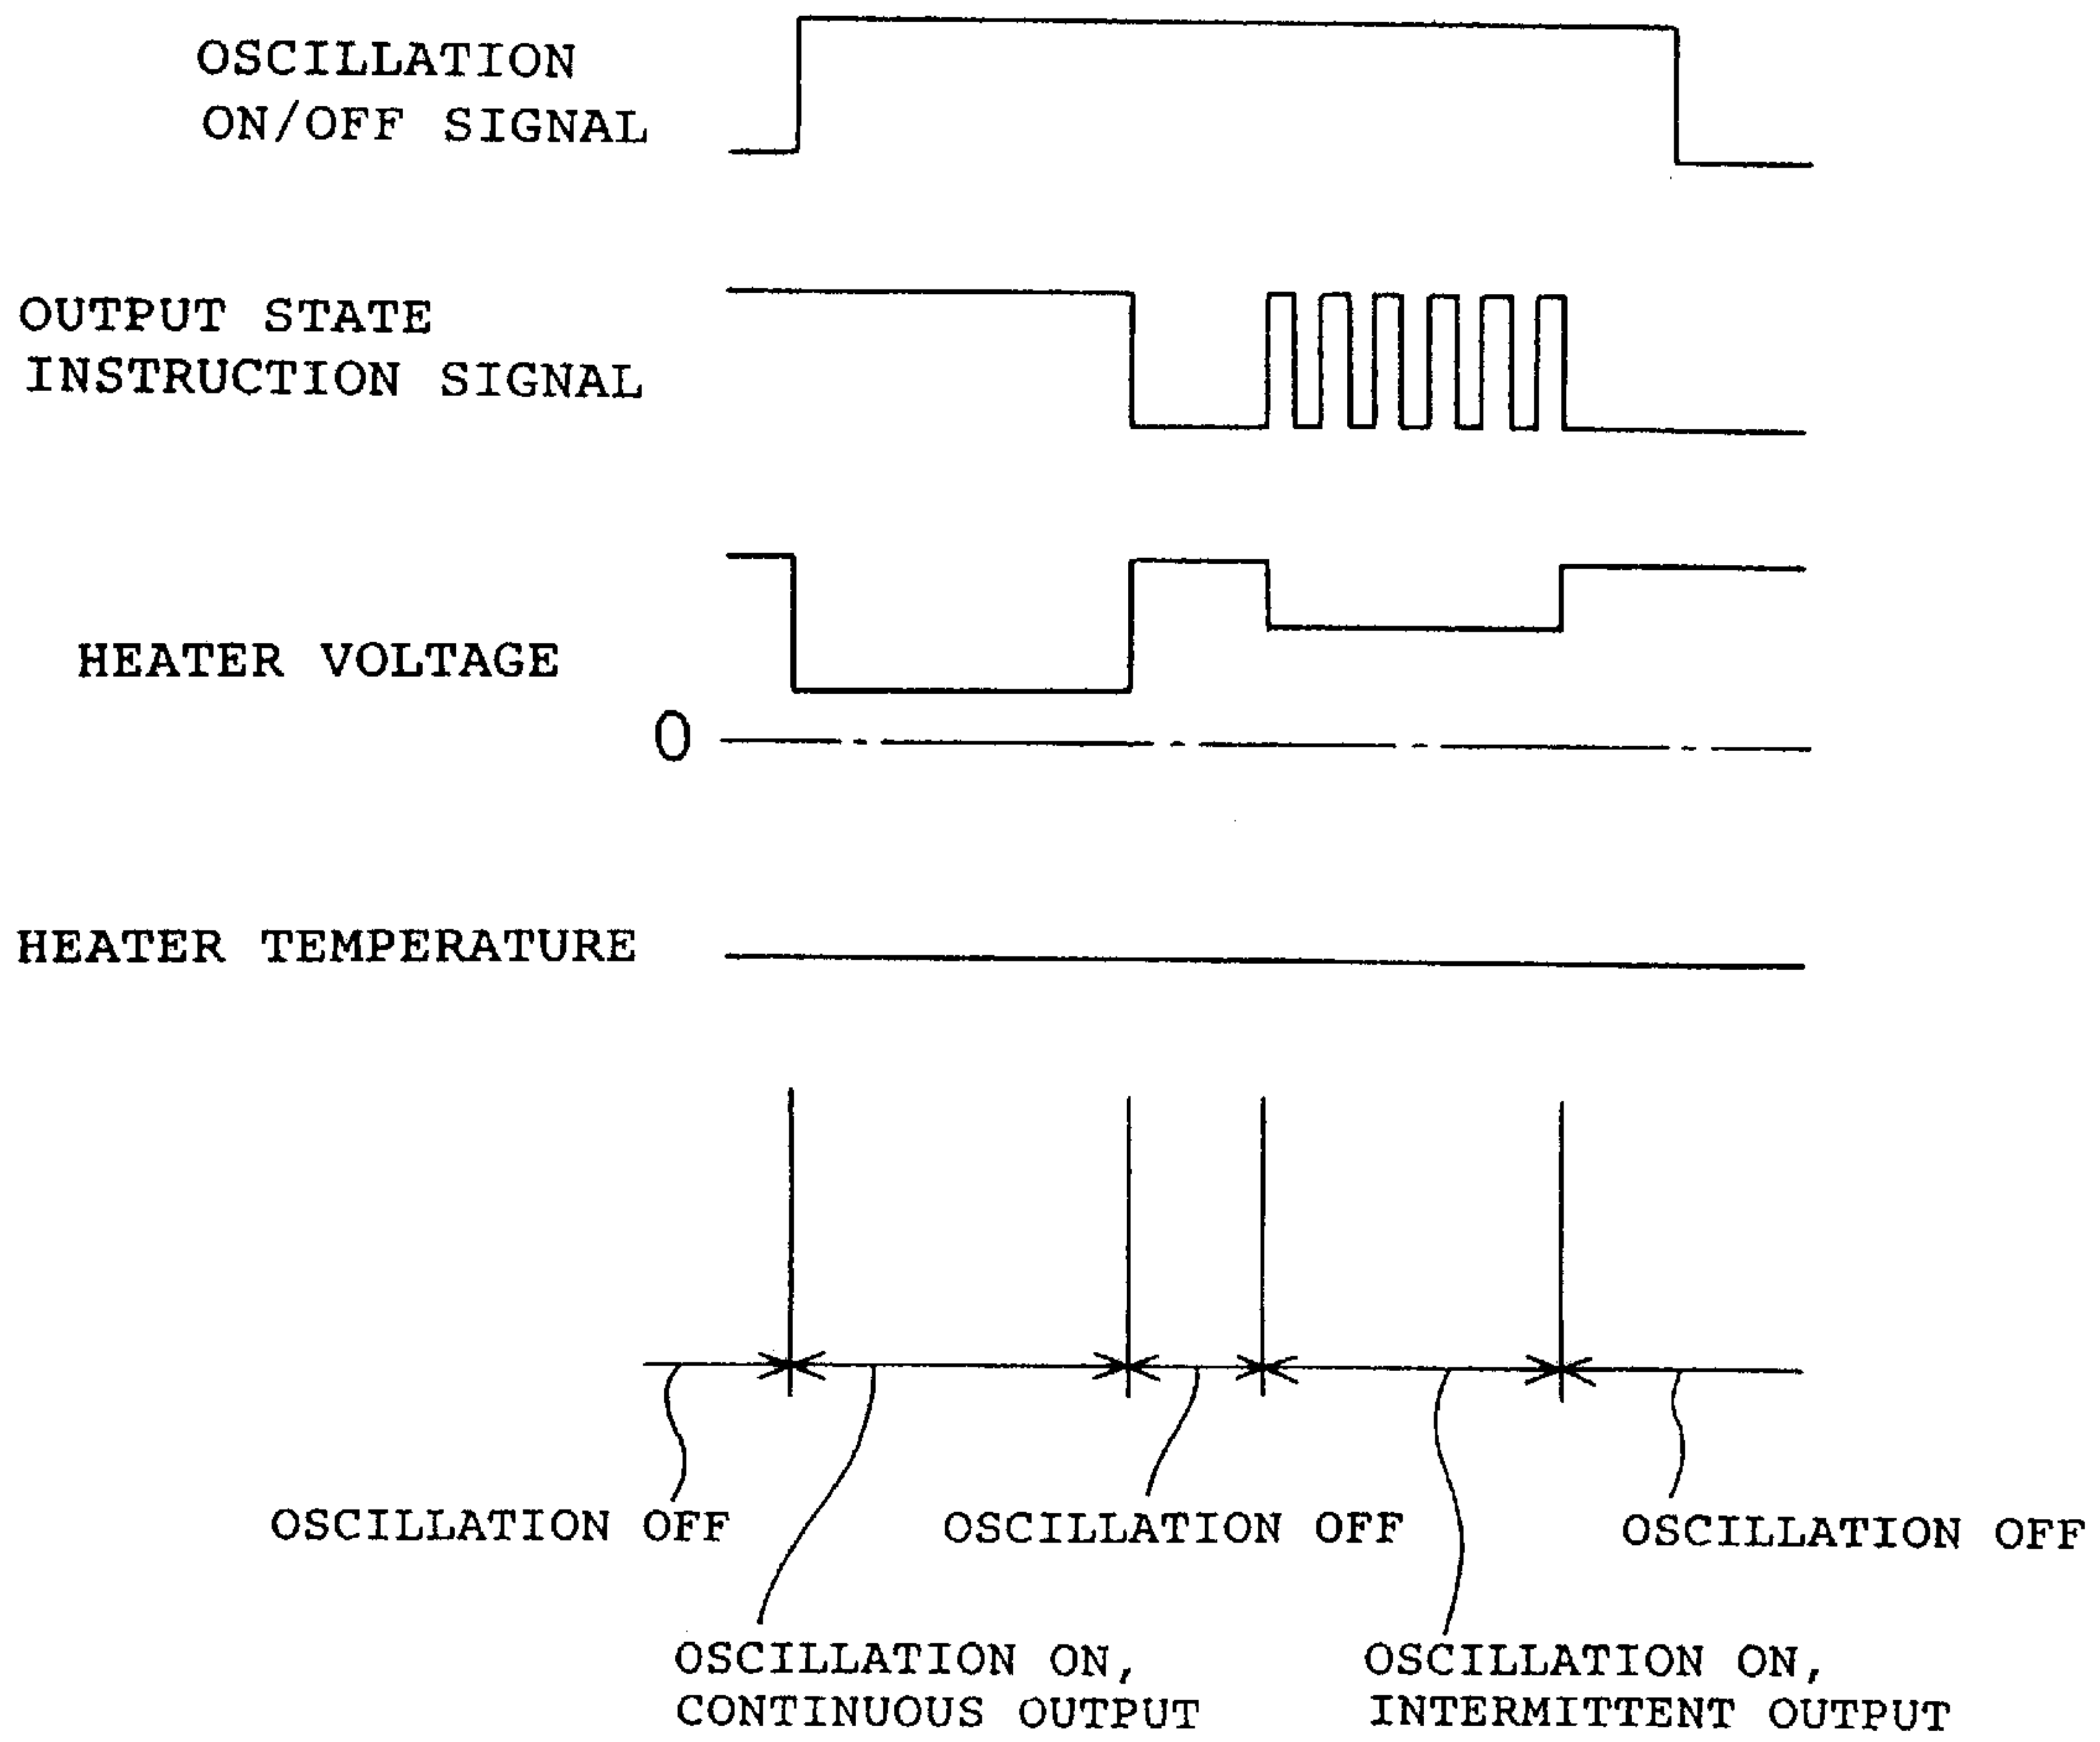 OSCILLATION
ON/OFF SIGNAL
OUTPUT STATE
INSTRUCTION SIGNAL
HEATER VOLTAGE
0
HEATER TEMPERATURE
OSCILLATION OFF
OSCILLATION OFF
OSCILLATION OFF
OSCILLATION ON,
CONTINUOUS OUTPUT
OSCILLATION ON,
INTERMITTENT OUTPUT